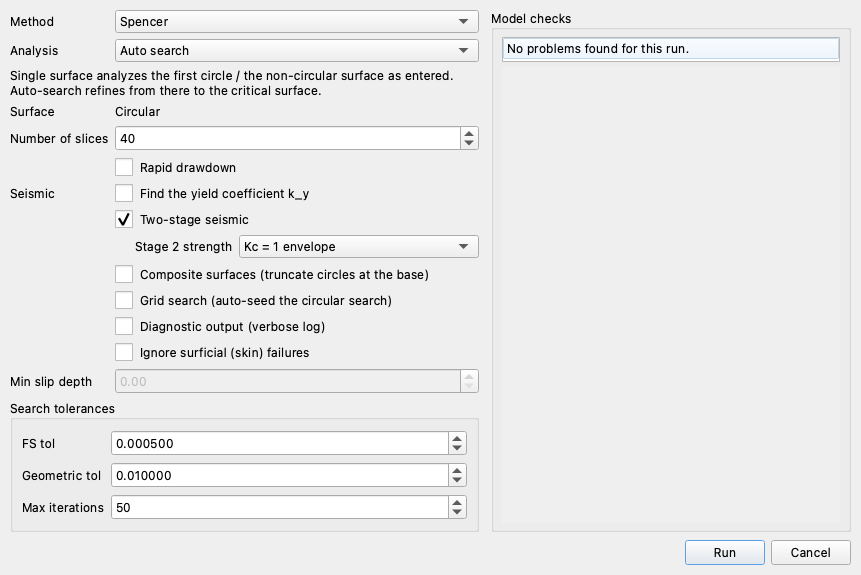 Method
Spencer
Analysis
Auto search
Single surface analyzes the first circle / the non-circular surface as entered.
Auto-search refines from there to the critical surface.
Surface
Circular
Number of slices
40
Rapid drawdown
Seismic
Find the yield coefficient k_y
Two-stage seismic
Stage 2 strength
Kc = 1 envelope
Composite surfaces (truncate circles at the base)
Grid search (auto-seed the circular search)
Diagnostic output (verbose log)
Ignore surficial (skin) failures
Min slip depth
0.00
Search tolerances
FS tol
0.000500
Geometric tol
0.010000
Max iterations
50
Model checks
No problems found for this run.
Run
Cancel